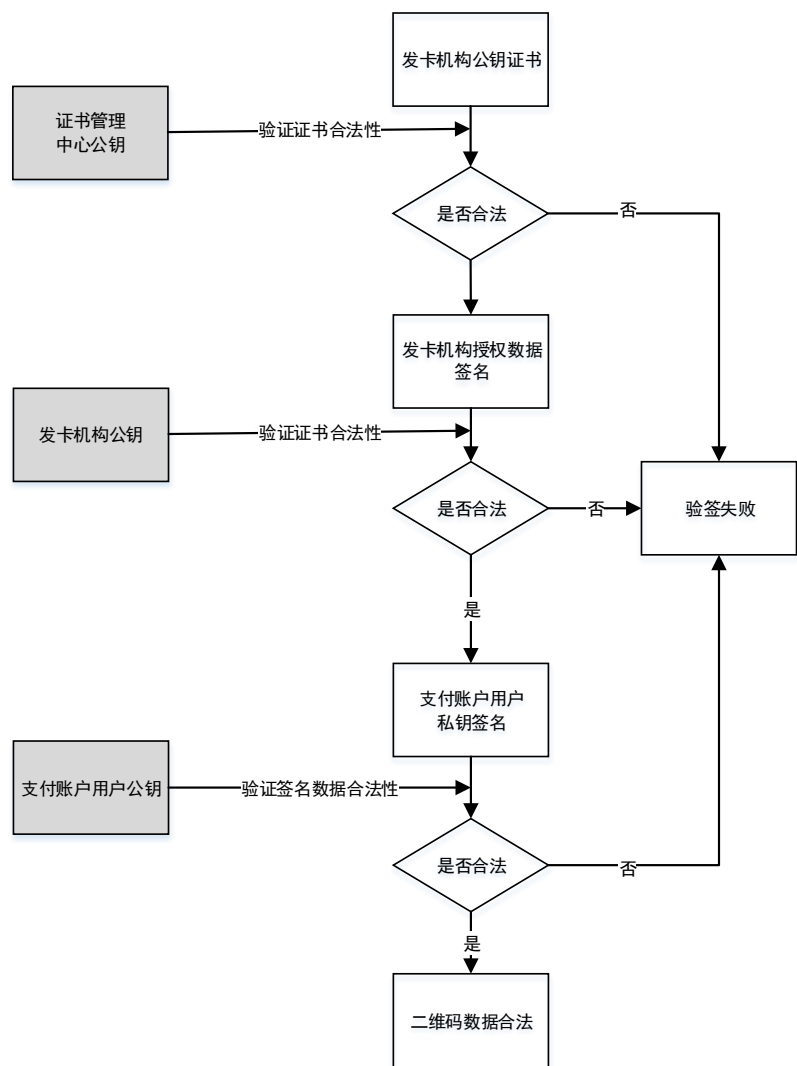 发卡机构公钥证书
证书管理
中心公钥
验证证书合法性
是否合法
否
发卡机构授权数据
签名
发卡机构公钥
验证证书合法性
是否合法
否
验签失败
是
支付账户用户
私钥签名
支付账户用户公钥
验证签名数据合法性
是否合法
否
是
二维码数据合法